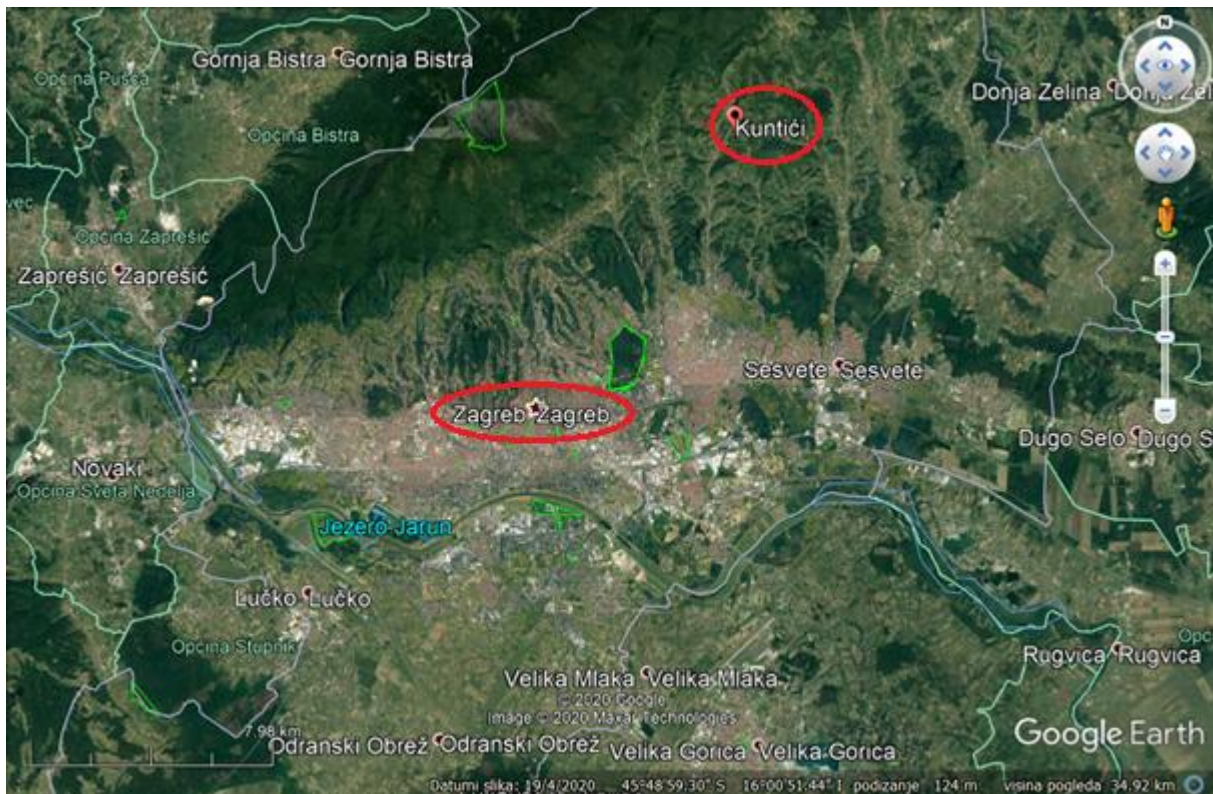 Gornja Bistra Gornja Bistra
Općina Pušća
Donja Zelina Donja Zel
N
Općina Bistra
Kuntići
vec
Općina Zaprešić
Zaprešić Zaprešić
Sesvete Sesvete
Zagreb Zagreb
Dugo Selo Dugo S
Novaki
Općina Sveta Nedelja
Jezero Jarun
Lučko Lučko
Općina Stupnik
Opć
Rugvica Rugvica
Velika Mlaka Velika Mlaka
© 2020 Google
Image © 2020 Maxar Technologies
7.98 km
Google Earth
Odranski Obrež Odranski Obrež
Velika Gorica Velika Gorica
Datumi slika: 19/4/2020 45°48'59.30" S 16°00'51.44" I podizanje 124 m visina pogleda 34.92 km